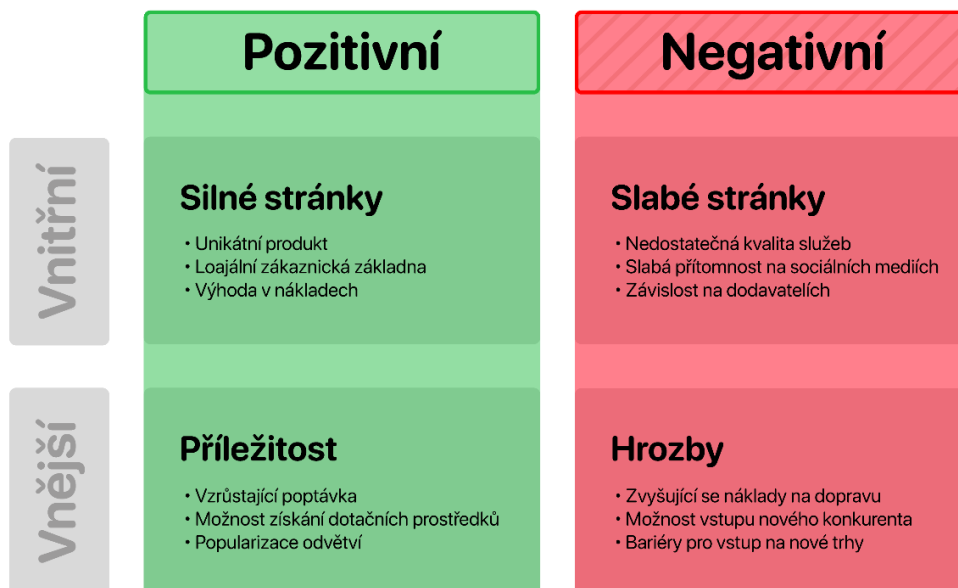 Pozitivní
Negativní
Vnitřní
Silné stránky
• Unikátní produkt
• Loajální zákaznická základna
• Výhoda v nákladech
Slabé stránky
• Nedostatečná kvalita služeb
• Slabá přítomnost na sociálních mediích
• Závislost na dodavatelích
Vnější
Příležitost
• Vzrůstající poptávka
• Možnost získání dotačních prostředků
• Popularizace odvětví
Hrozby
• Zvyšující se náklady na dopravu
• Možnost vstupu nového konkurenta
• Bariéry pro vstup na nové trhy